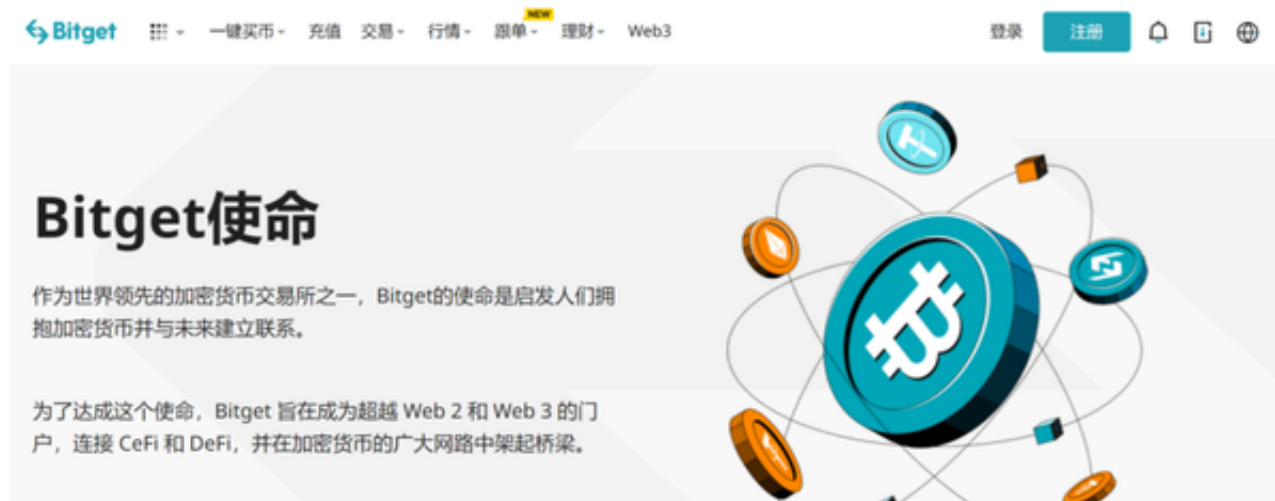 Bitget 一键买币 充值 交易 行情 跟单 NEW 理财 Web3 登录 注册
Bitget使命
作为世界领先的加密货币交易所之一，Bitget的使命是启发人们拥
抱加密货币并与未来建立联系。
为了达成这个使命，Bitget 旨在成为超越 Web 2 和 Web 3 的门
户，连接 CeFi 和 DeFi，并在加密货币的广大网路中架起桥梁。